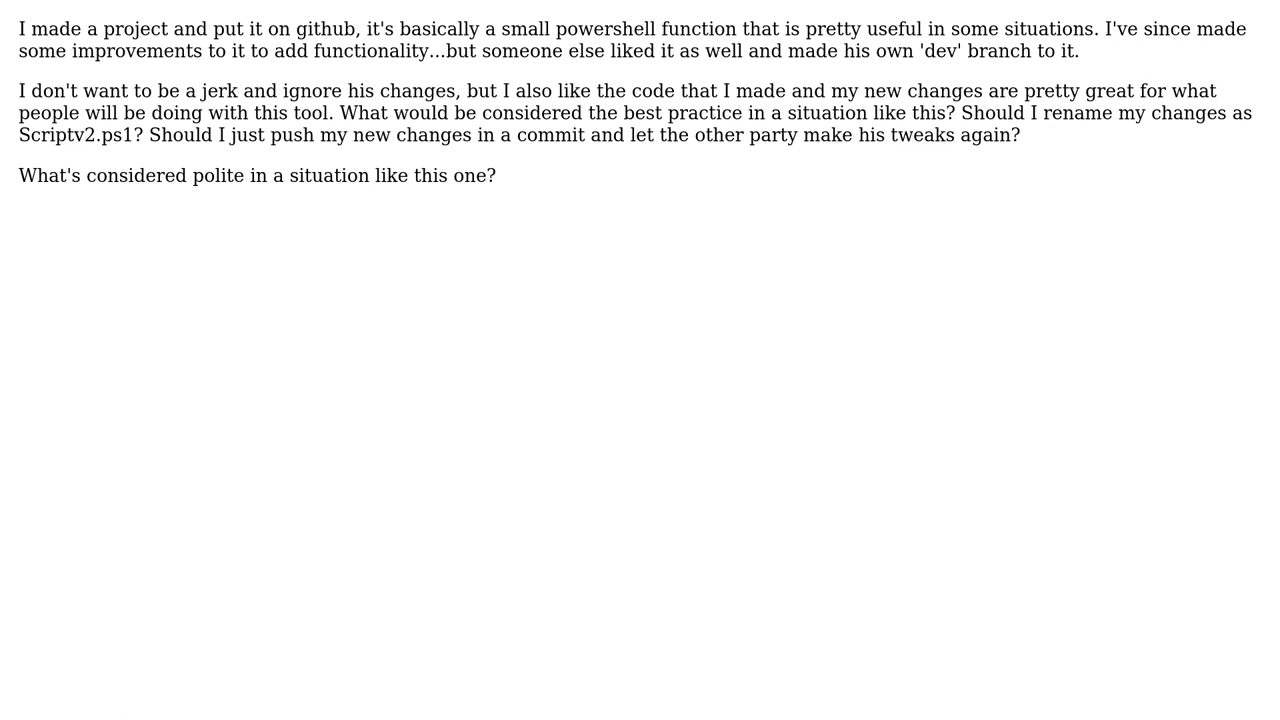 I made a project and put it on github, it's basically a small powershell function that is pretty useful in some situations. I've since made
some improvements to it to add functionality...but someone else liked it as well and made his own 'dev' branch to it.
I don't want to be a jerk and ignore his changes, but I also like the code that I made and my new changes are pretty great for what
people will be doing with this tool. What would be considered the best practice in a situation like this? Should I rename my changes as
Scriptv2.ps1? Should I just push my new changes in a commit and let the other party make his tweaks again?
What's considered polite in a situation like this one?